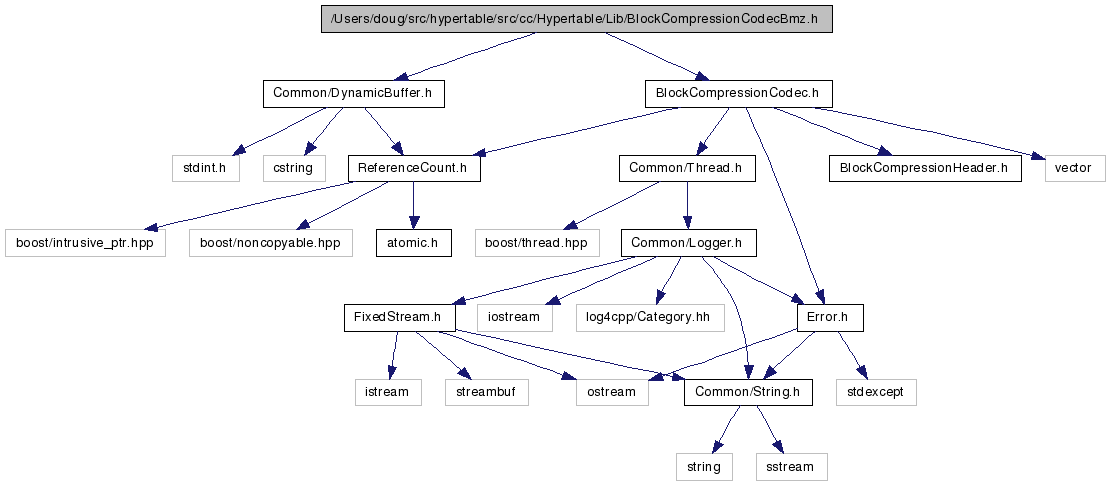 /Users/doug/src/hypertable/src/cc/Hypertable/Lib/BlockCompressionCodecBmz.h
Common/DynamicBuffer.h
BlockCompressionCodec.h
stdint.h
cstring
ReferenceCount.h
Common/Thread.h
BlockCompressionHeader.h
vector
boost/intrusive_ptr.hpp
boost/noncopyable.hpp
atomic.h
boost/thread.hpp
Common/Logger.h
FixedStream.h
iostream
log4cpp/Category.hh
Error.h
istream
streambuf
ostream
Common/String.h
stdexcept
string
sstream